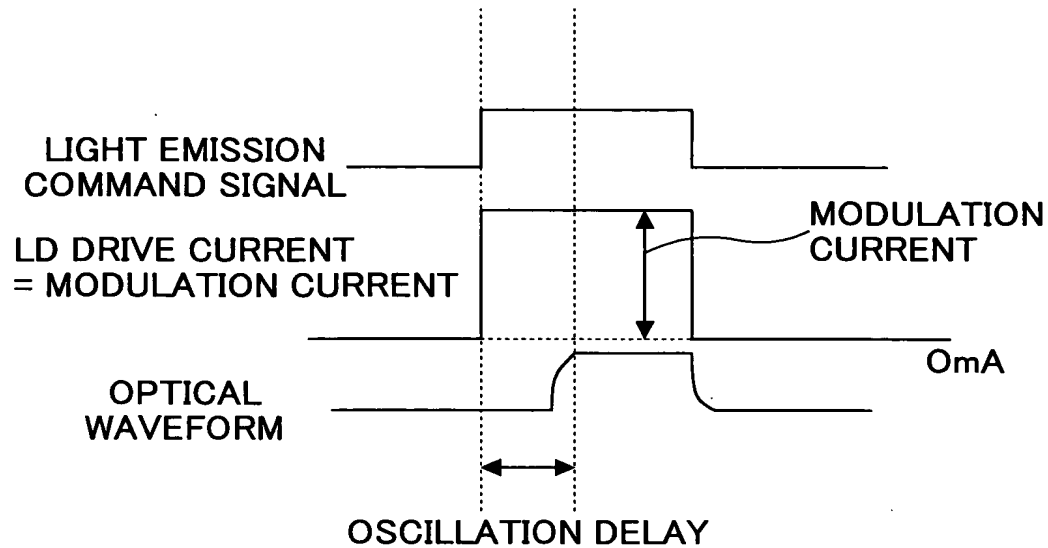 LIGHT EMISSION
COMMAND SIGNAL
LD DRIVE CURRENT
= MODULATION CURRENT
MODULATION
CURRENT
OmA
OPTICAL
WAVEFORM
OSCILLATION DELAY